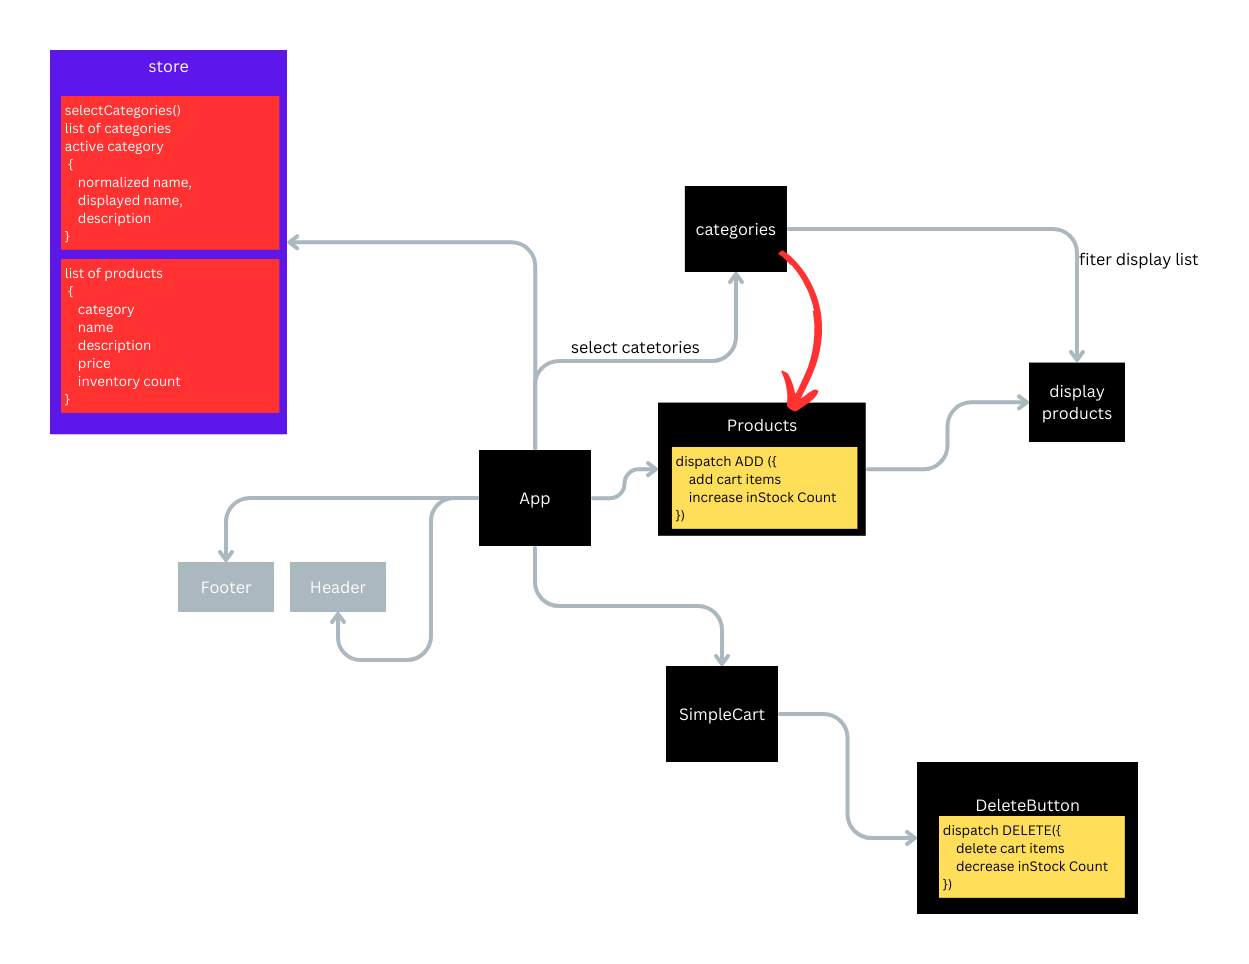 store
selectCategories()
list of categories
active category
{
normalized name,
displayed name,
description
}
list of products
{
category
name
description
price
inventory count
}
categories
fiter display list
select catetories
display
products
Products
dispatch ADD ({
add cart items
increase inStock Count
})
App
Footer
Header
SimpleCart
DeleteButton
dispatch DELETE({
delete cart items
decrease inStock Count
})